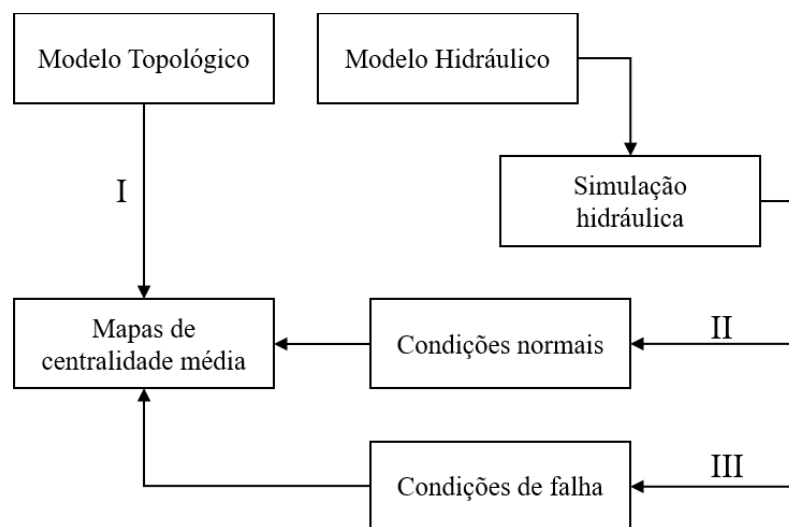 Modelo Topológico
Modelo Hidráulico
I
Simulação
hidráulica
Mapas de
centralidade média
Condições normais
II
Condições de falha
III